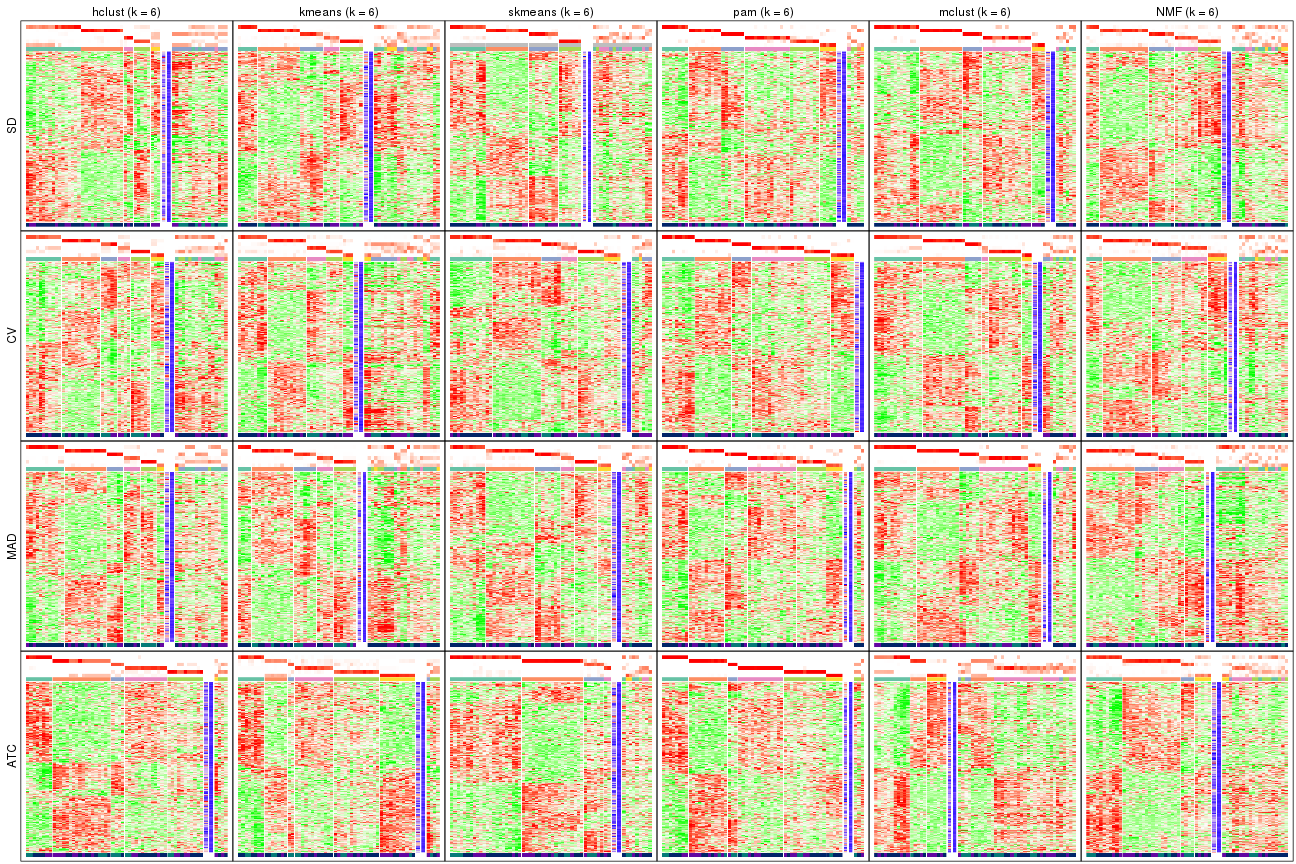 hclust (k = 6) kmeans (k = 6) skmeans (k = 6) pam (k = 6) mclust (k = 6) NMF (k = 6)
SD
CV
MAD
ATC